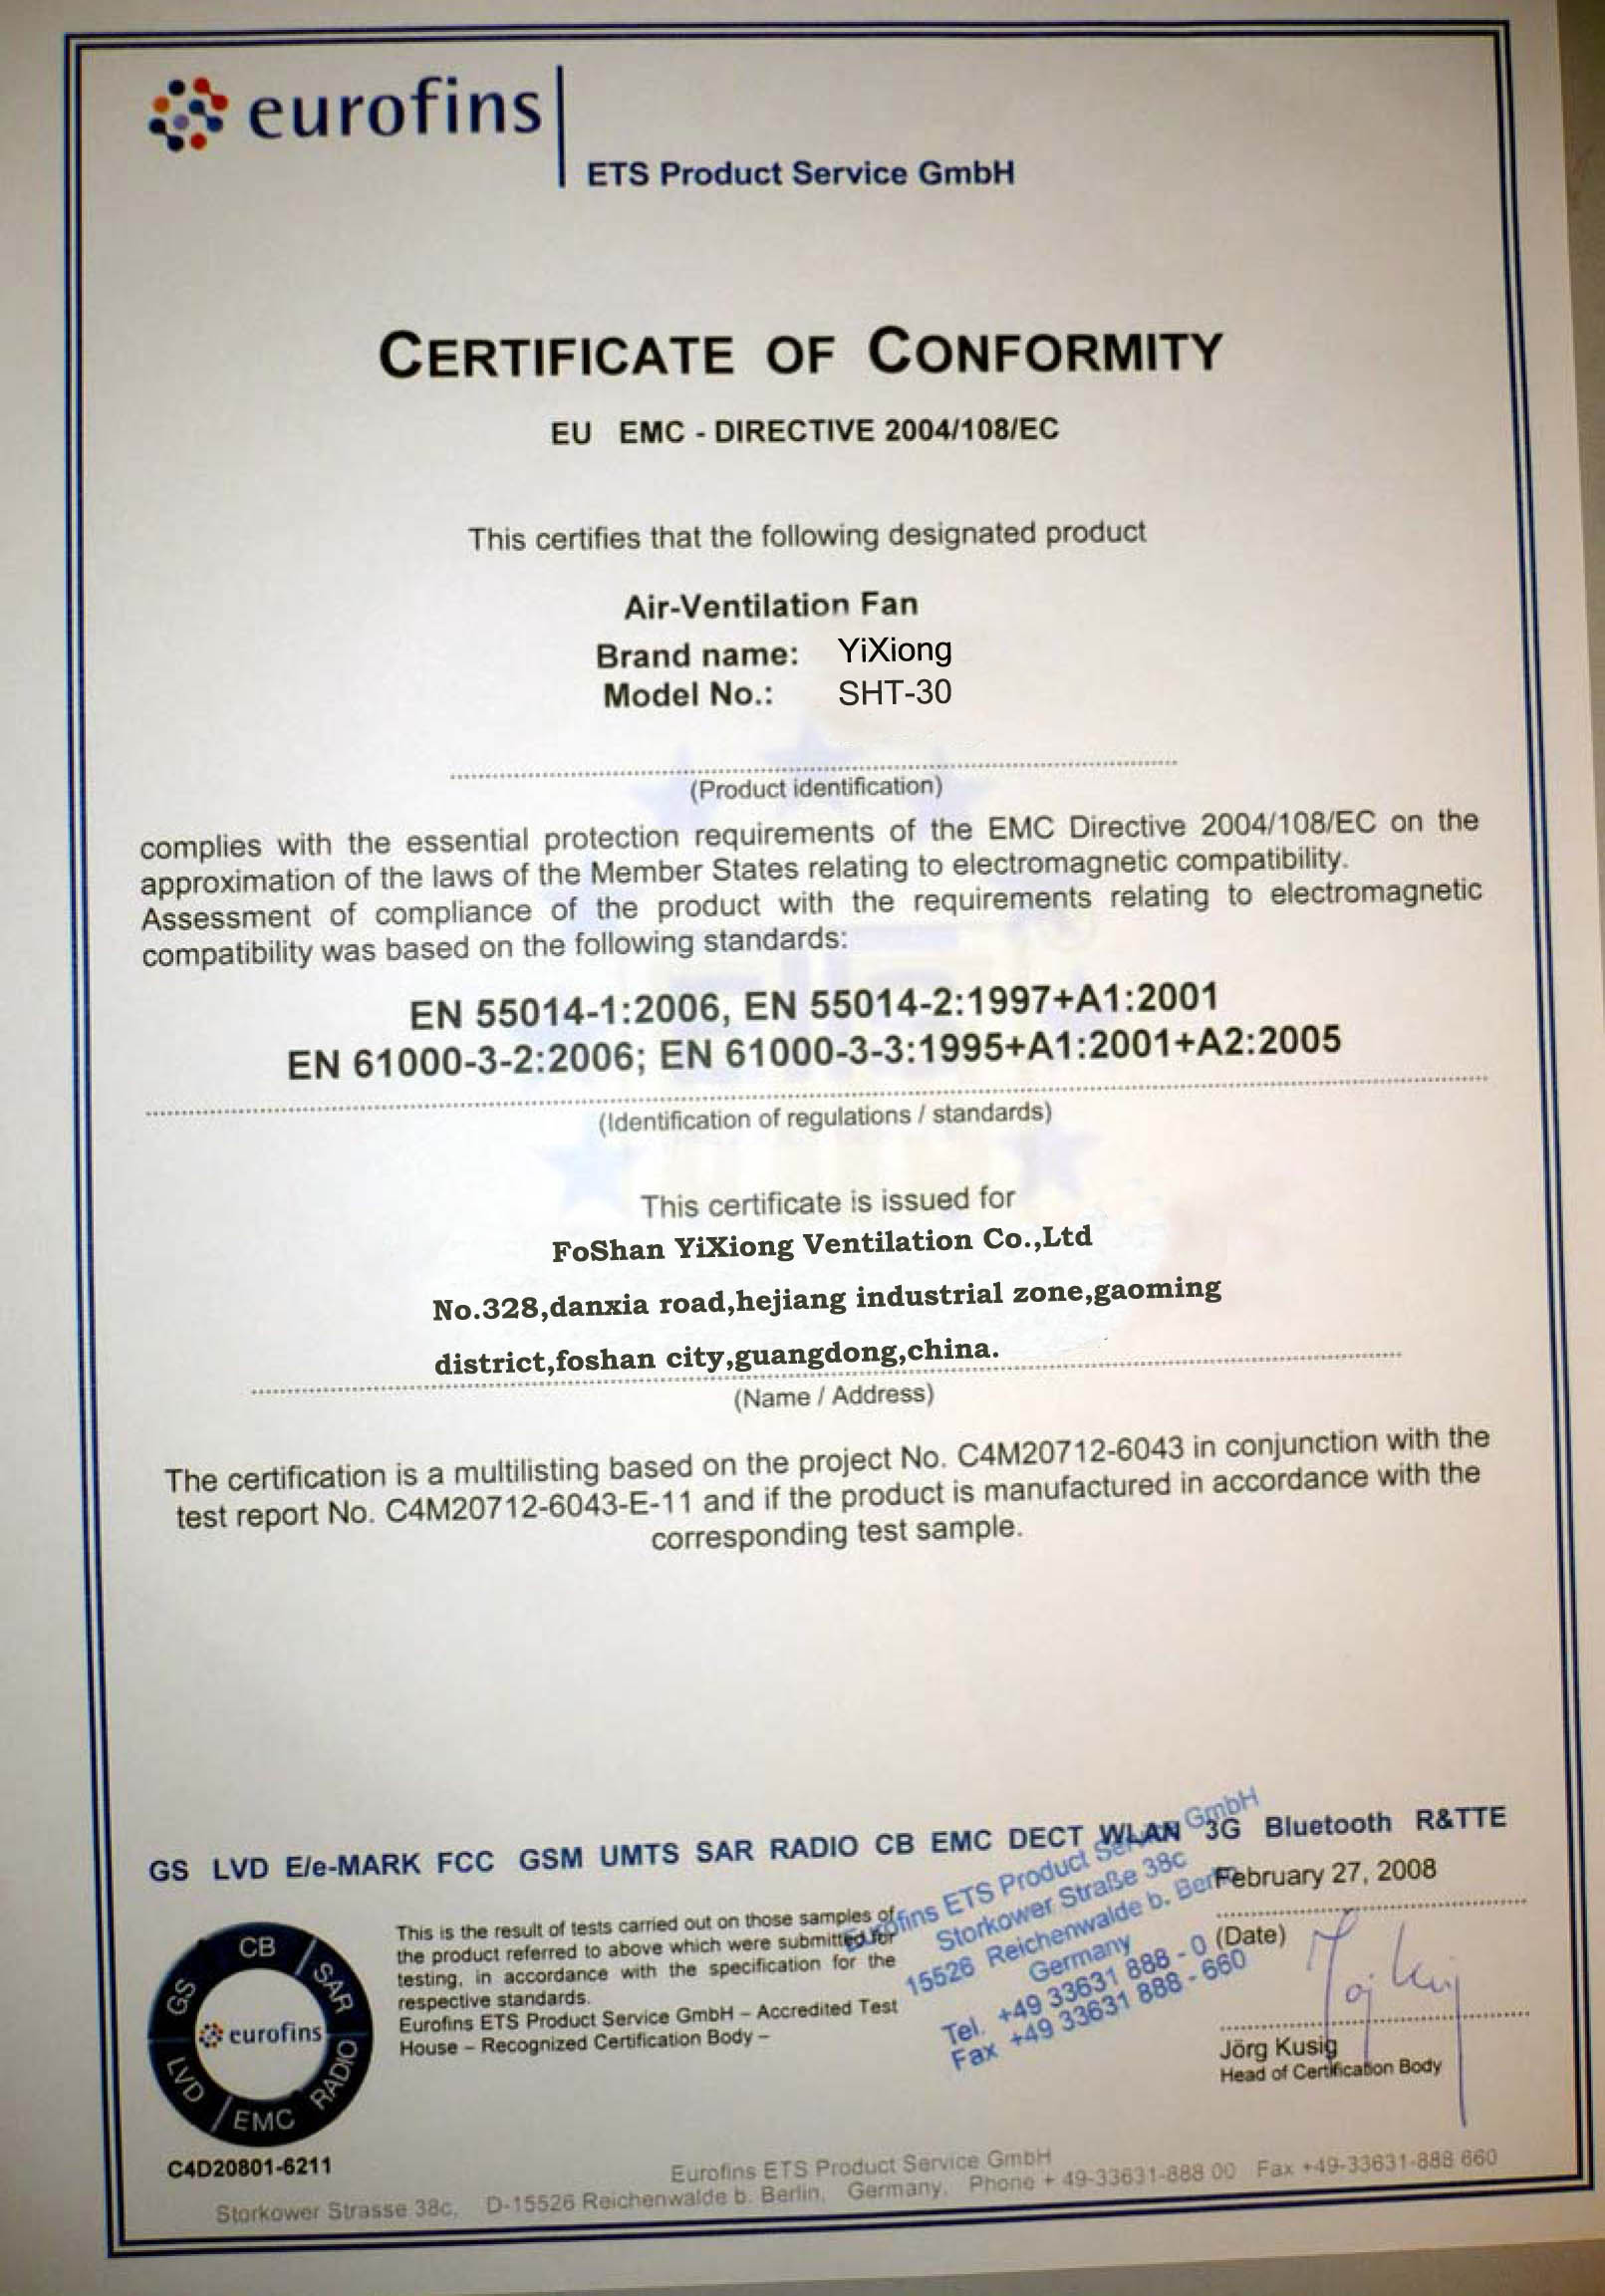 eurofins
ETS Product Service GmbH
CERTIFICATE OF CONFORMITY
EU EMC - DIRECTIVE 2004/108/EC
This certifies that the following designated product
Air-Ventilation Fan
Brand name: YiXiong
Model No.: SHT-30
(Product identification)
complies with the essential protection requirements of the EMC Directive 2004/108/EC on the
approximation of the laws of the Member States relating to electromagnetic compatibility.
Assessment of compliance of the product with the requirements relating to electromagnetic
compatibility was based on the following standards:
EN 55014-1:2006, EN 55014-2:1997+A1:2001
EN 61000-3-2:2006; EN 61000-3-3:1995+A1:2001+A2:2005
(Identification of regulations / standards)
This certificate is issued for
FoShan YiXiong Ventilation Co.,Ltd
No.328,danxia road,hejiang industrial zone,gaoming
district,foshan city,guangdong,china.
(Name / Address)
The certification is a multilisting based on the project No. C4M20712-6043 in conjunction with the
test report No. C4M20712-6043-E-11 and if the product is manufactured in accordance with the
corresponding test sample.
GS LVD E/e-MARK FCC GSM UMTS SAR RADIO CB EMC DECT WLAN 3G Bluetooth R&TTE
February 27, 2008
(Date)
Jörg Kusig
Head of Certification Body
This is the result of tests carried out on those samples of
the product referred to above which were submitted for
testing, in accordance with the specification for the
respective standards.
Eurofins ETS Product Service GmbH – Accredited Test
House – Recognized Certification Body –
Eurofins ETS Product Service GmbH
Storkower Straße 38c
15526 Reichenwalde b. Berlin
Germany
Tel. +49 33631 888 - 0
Fax +49 33631 888 - 660
CB
SAR
RADIO
EMC
LVD
GS
eurofins
C4D20801-6211
Eurofins ETS Product Service GmbH
Storkower Strasse 38c, D-15526 Reichenwalde b. Berlin, Germany, Phone + 49-33631-888 00 Fax +49-33631-888 660